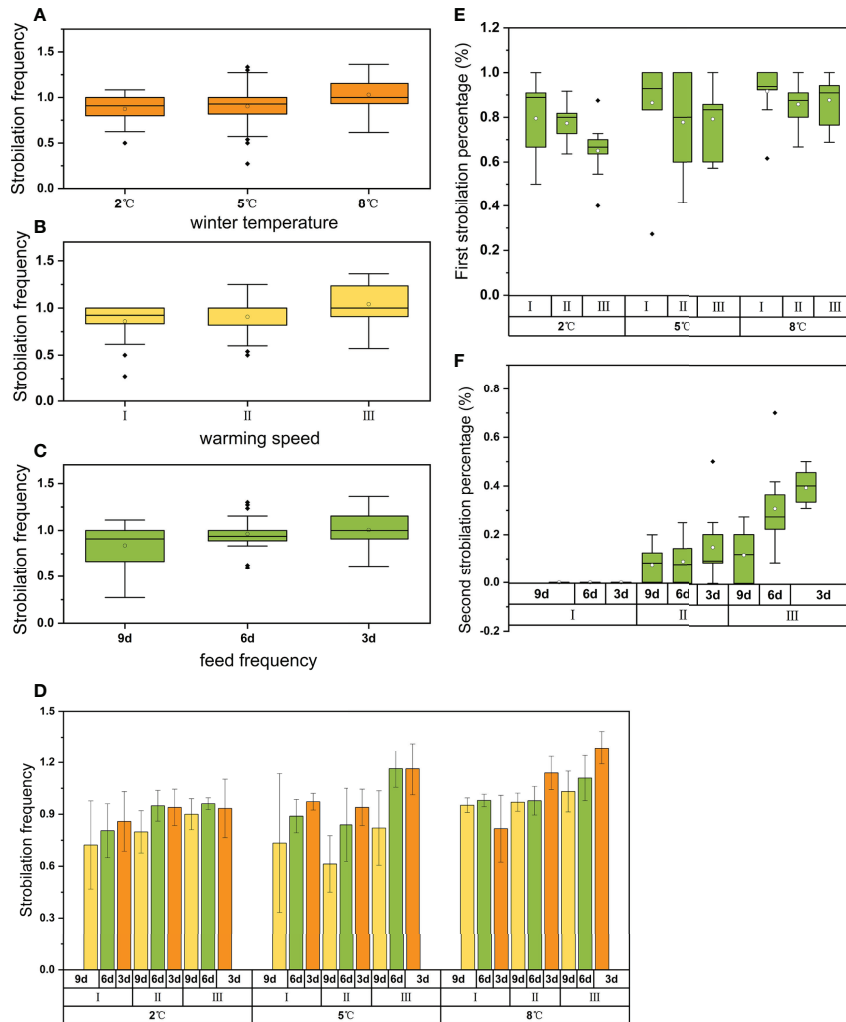 A
Strobilation frequency
1.5
1.0
0.5
0.0
2℃ 5℃ 8℃
winter temperature
B
Strobilation frequency
1.5
1.0
0.5
0.0
Ⅰ Ⅱ Ⅲ
warming speed
C
Strobilation frequency
1.5
1.0
0.5
0.0
9d 6d 3d
feed frequency
E
First strobilation percentage (%)
1.2
1.0
0.8
0.6
0.4
0.2
0.0
Ⅰ Ⅱ Ⅲ Ⅰ Ⅱ Ⅲ Ⅰ Ⅱ Ⅲ
2℃ 5℃ 8℃
F
Second strobilation percentage (%)
0.8
0.6
0.4
0.2
0.0
-0.2
9d 6d 3d 9d 6d 3d 9d 6d 3d
Ⅰ Ⅱ Ⅲ
D
Strobilation frequency
1.5
1.2
0.9
0.6
0.3
0.0
9d 6d 3d 9d 6d 3d 9d 6d 3d 9d 6d 3d 9d 6d 3d 9d 6d 3d 9d 6d 3d 9d 6d 3d 9d 6d 3d
Ⅰ Ⅱ Ⅲ Ⅰ Ⅱ Ⅲ Ⅰ Ⅱ Ⅲ
2℃ 5℃ 8℃